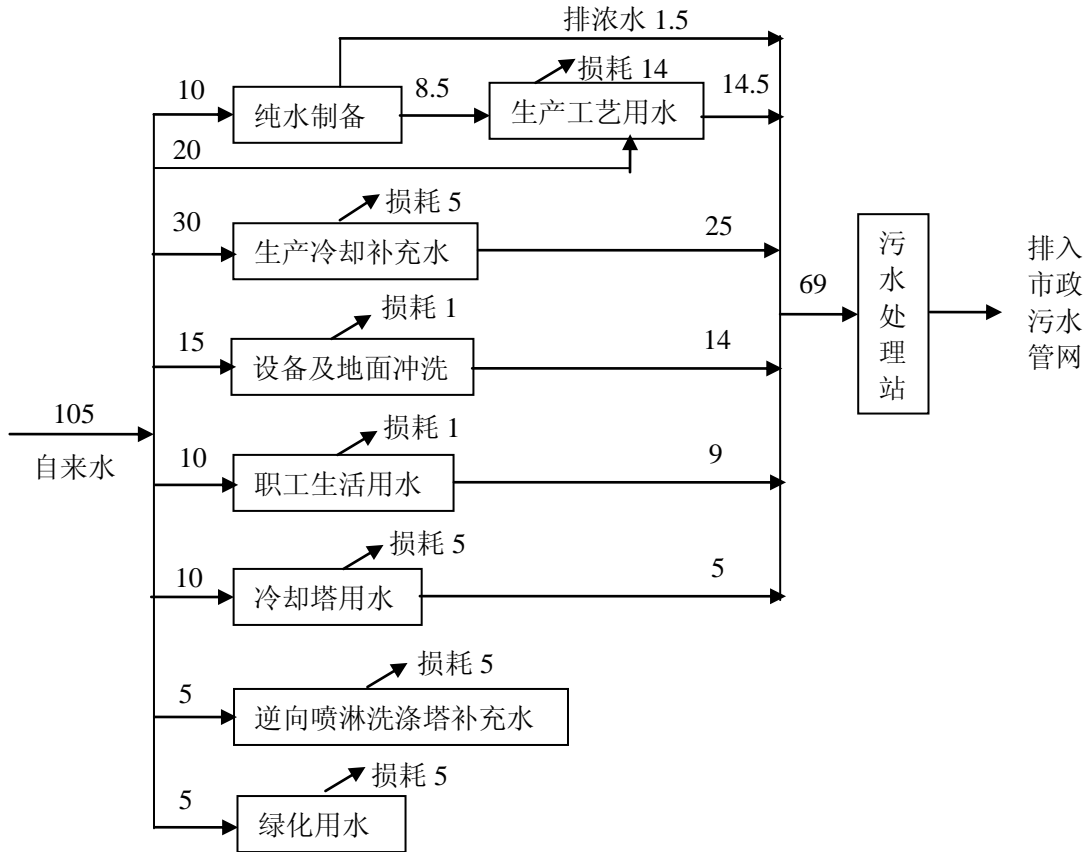 排浓水 1.5
损耗 14
10
纯水制备
8.5
生产工艺用水
14.5
20
损耗 5
30
生产冷却补充水
25
损耗 1
15
设备及地面冲洗
14
69
污水处理站
排入
市政
污水
管网
105
自来水
损耗 1
10
职工生活用水
9
损耗 5
10
冷却塔用水
5
损耗 5
5
逆向喷淋洗涤塔补充水
损耗 5
5
绿化用水